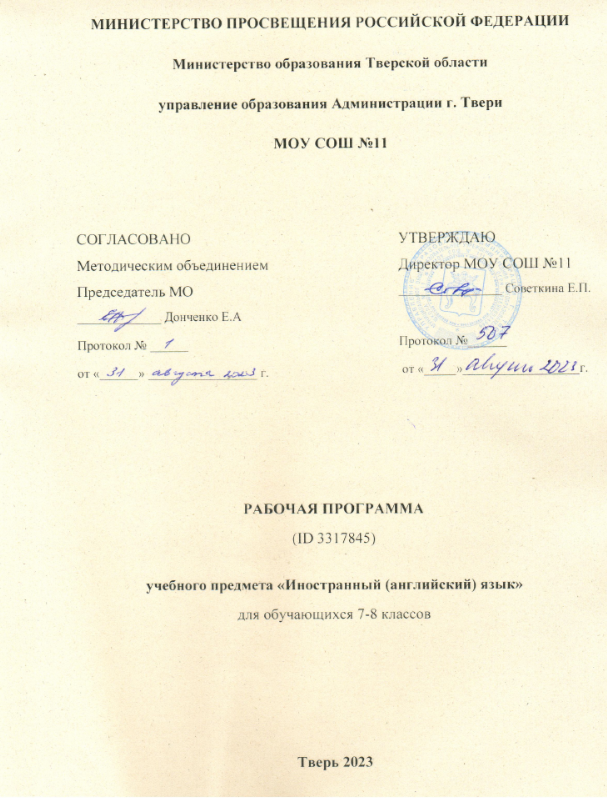 МИНИСТЕРСТВО ПРОСВЕЩЕНИЯ РОССИЙСКОЙ ФЕДЕРАЦИИ
Министерство образования Тверской области
управление образования Администрации г. Твери
МОУ СОШ №11
СОГЛАСОВАНО
Методическим объединением
Председатель МО
Донченко Е.А
Протокол № 1
от «31» августа 2003 г.
УТВЕРЖДАЮ
Директор МОУ СОШ №11
Советкина Е.П.
Протокол № 507
от «31» августа 2023 г.
РАБОЧАЯ ПРОГРАММА
(ID 3317845)
учебного предмета «Иностранный (английский) язык»
для обучающихся 7-8 классов
Тверь 2023